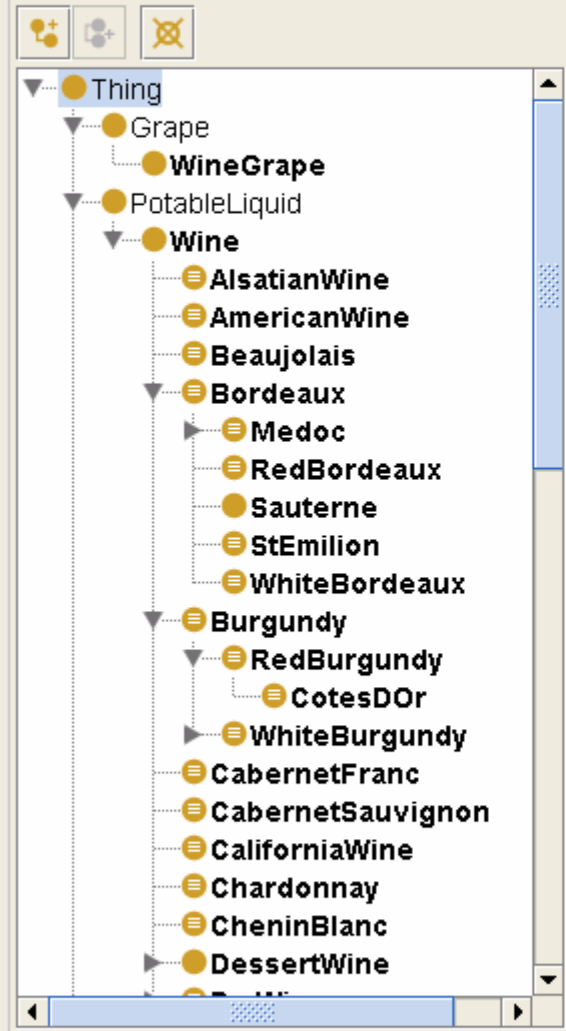 Thing
Grape
WineGrape
PotableLiquid
Wine
AlsatianWine
AmericanWine
Beaujolais
Bordeaux
Medoc
RedBordeaux
Sauterne
StEmilion
WhiteBordeaux
Burgundy
RedBurgundy
CotesDOr
WhiteBurgundy
CabernetFranc
CabernetSauvignon
CaliforniaWine
Chardonnay
CheninBlanc
DessertWine